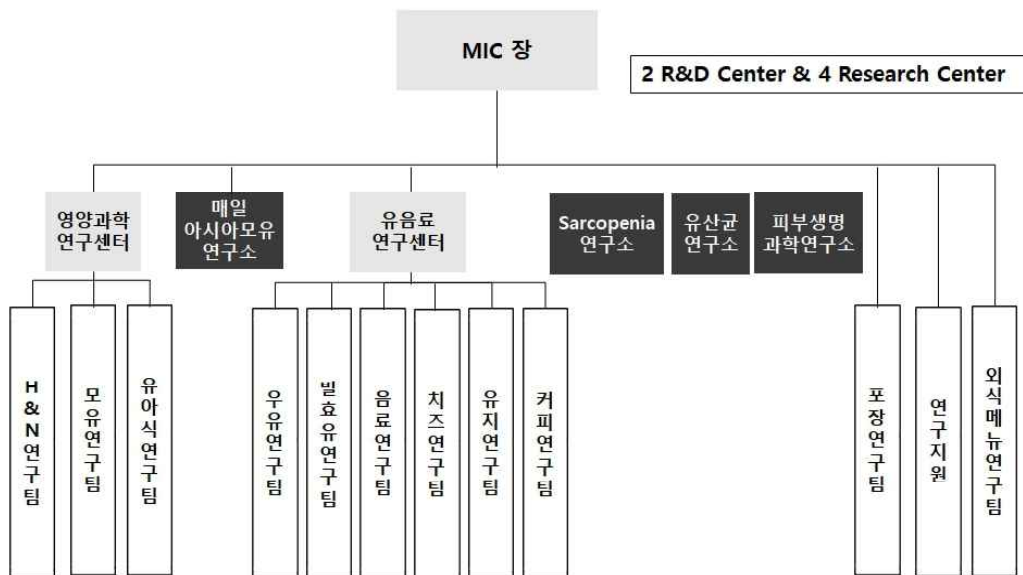 MIC 장
2 R&D Center & 4 Research Center
영양과학
연구센터
매일
아시아모유
연구소
유음료
연구센터
Sarcopenia
연구소
유산균
연구소
피부생명
과학연구소
H&N연구팀
모유연구팀
유아식연구팀
우유연구팀
발효유연구팀
음료연구팀
치즈연구팀
유지연구팀
커피연구팀
포장연구팀
연구지원
외식메뉴연구팀